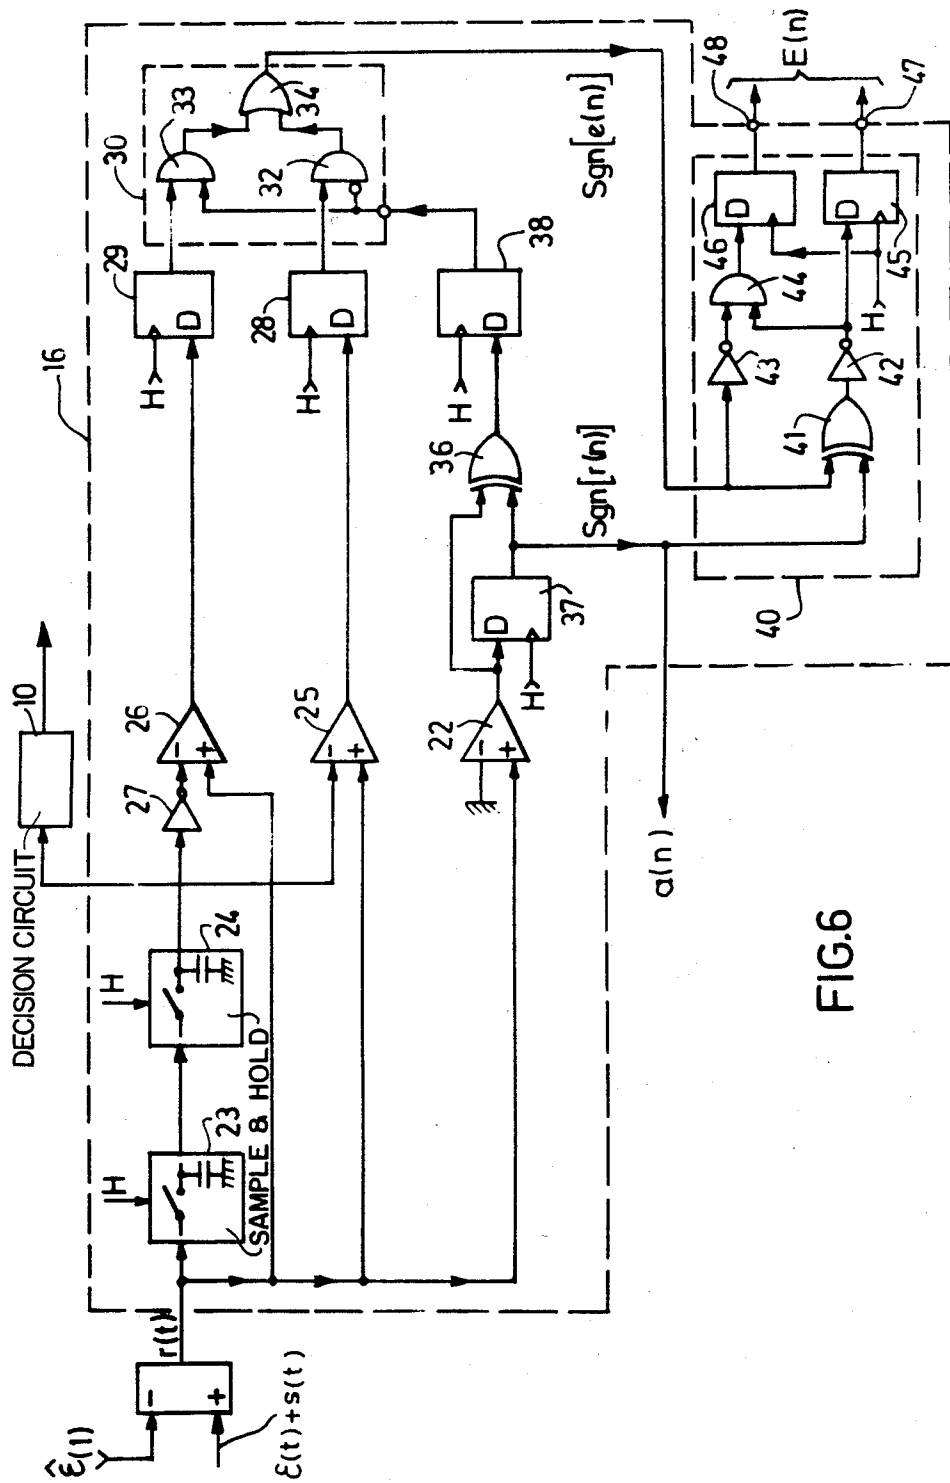 DECISION CIRCUIT
10
16
30
33
34
32
29
H
D
28
H
D
38
H
D
26
27
25
22
24
H
23
H
SAMPLE & HOLD
r(t)
ε̂(1)
ε(t)+s(t)
−
+
−
+
−
+
−
+
36
37
D
H
Sgn[r(n)]
Sgn[e(n)]
a(n)
40
41
42
43
44
45
46
D
D
H
47
48
E(n)
FIG.6